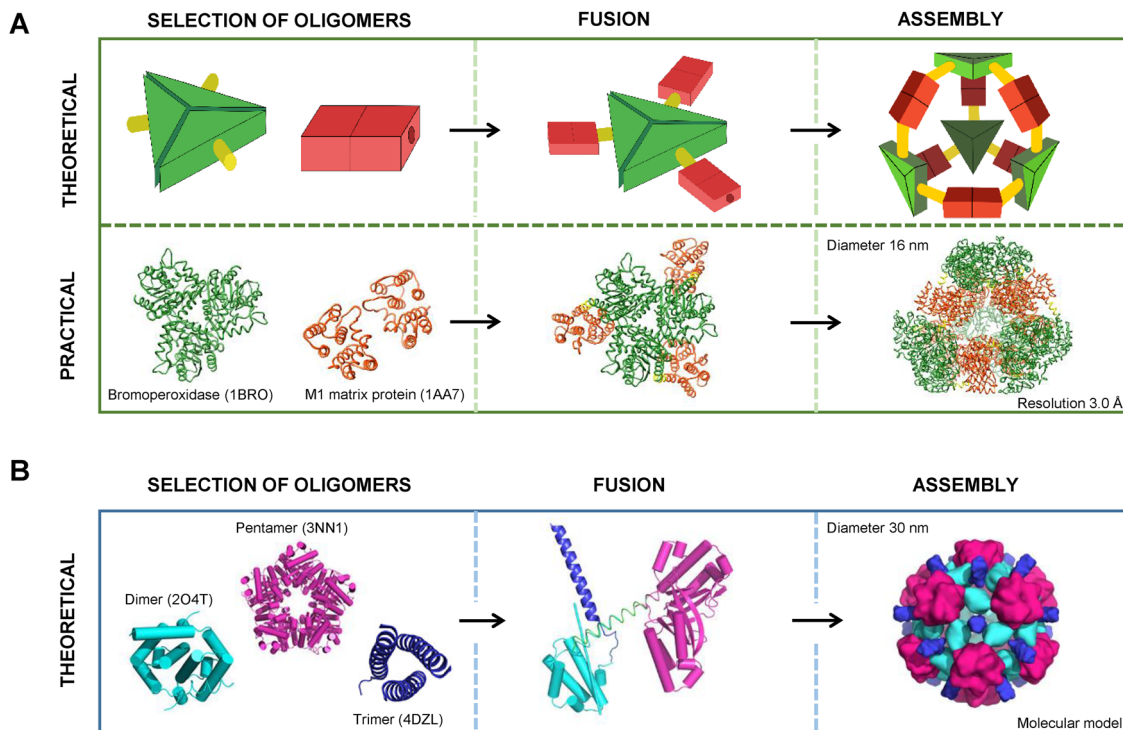 A
SELECTION OF OLIGOMERS
FUSION
ASSEMBLY
THEORETICAL
PRACTICAL
Diameter 16 nm
Bromoperoxidase (1BRO)
M1 matrix protein (1AA7)
Resolution 3.0 Å
B
SELECTION OF OLIGOMERS
FUSION
ASSEMBLY
THEORETICAL
Pentamer (3NN1)
Diameter 30 nm
Dimer (2O4T)
Trimer (4DZL)
Molecular model